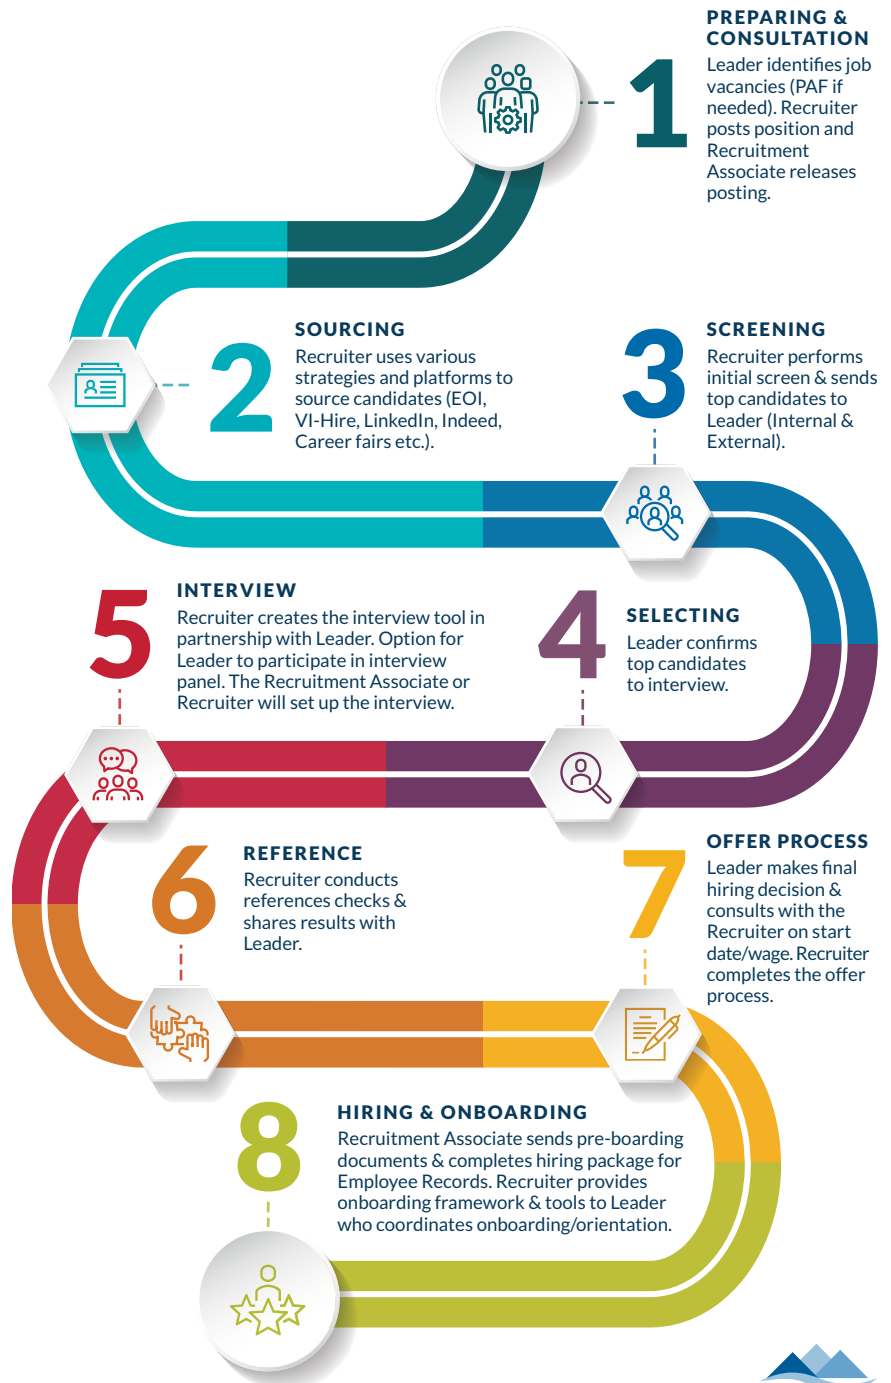 1
PREPARING &
CONSULTATION
Leader identifies job
vacancies (PAF if
needed). Recruiter
posts position and
Recruitment
Associate releases
posting.
2
SOURCING
Recruiter uses various
strategies and platforms to
source candidates (EOI,
VI-Hire, LinkedIn, Indeed,
Career fairs etc.).
3
SCREENING
Recruiter performs
initial screen & sends
top candidates to
Leader (Internal &
External).
4
SELECTING
Leader confirms
top candidates
to interview.
5
INTERVIEW
Recruiter creates the interview tool in
partnership with Leader. Option for
Leader to participate in interview
panel. The Recruitment Associate or
Recruiter will set up the interview.
6
REFERENCE
Recruiter conducts
references checks &
shares results with
Leader.
7
OFFER PROCESS
Leader makes final
hiring decision &
consults with the
Recruiter on start
date/wage. Recruiter
completes the offer
process.
8
HIRING & ONBOARDING
Recruitment Associate sends pre-boarding
documents & completes hiring package for
Employee Records. Recruiter provides
onboarding framework & tools to Leader
who coordinates onboarding/orientation.